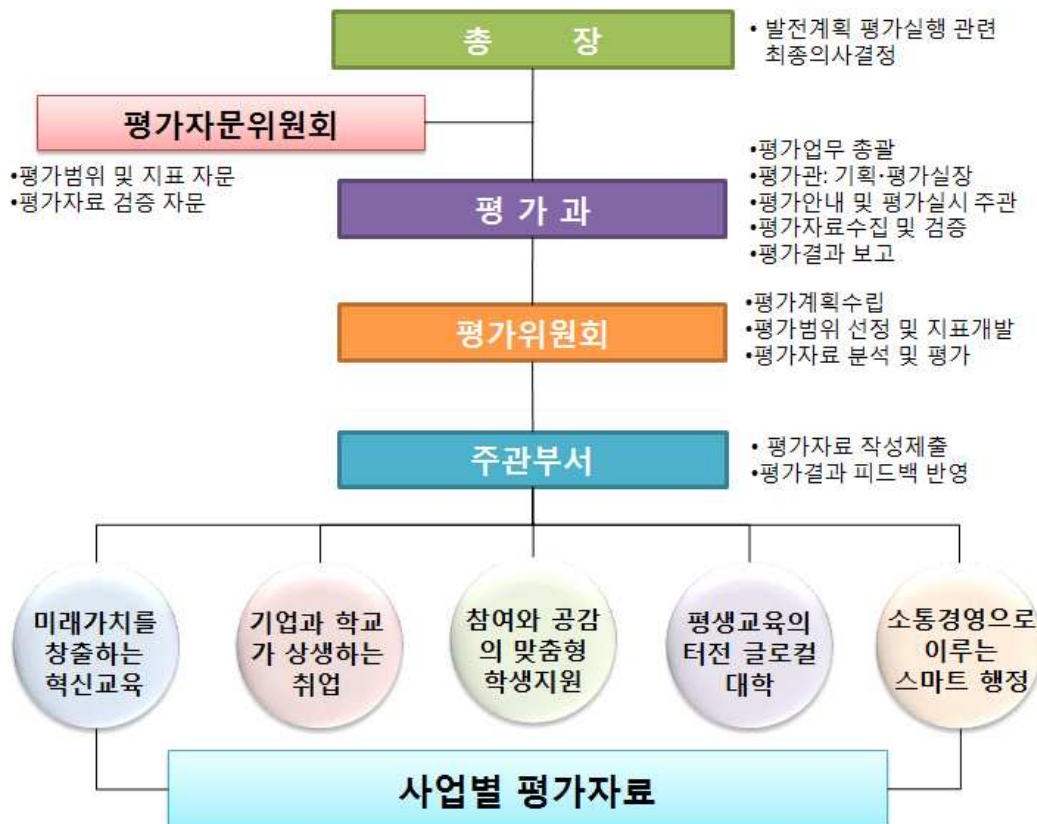 총 장
• 발전계획 평가실행 관련
최종의사결정
평가자문위원회
•평가범위 및 지표 자문
•평가자료 검증 자문
평 가 과
•평가업무 총괄
•평가관: 기획·평가실장
•평가안내 및 평가실시 주관
•평가자료수집 및 검증
•평가결과 보고
평가위원회
•평가계획수립
•평가범위 선정 및 지표개발
•평가자료 분석 및 평가
주관부서
• 평가자료 작성제출
•평가결과 피드백 반영
미래가치를
창출하는
혁신교육
기업과 학교
가 상생하는
취업
참여와 공감
의 맞춤형
학생지원
평생교육의
터전 글로컬
대학
소통경영으로
이루는
스마트 행정
사업별 평가자료